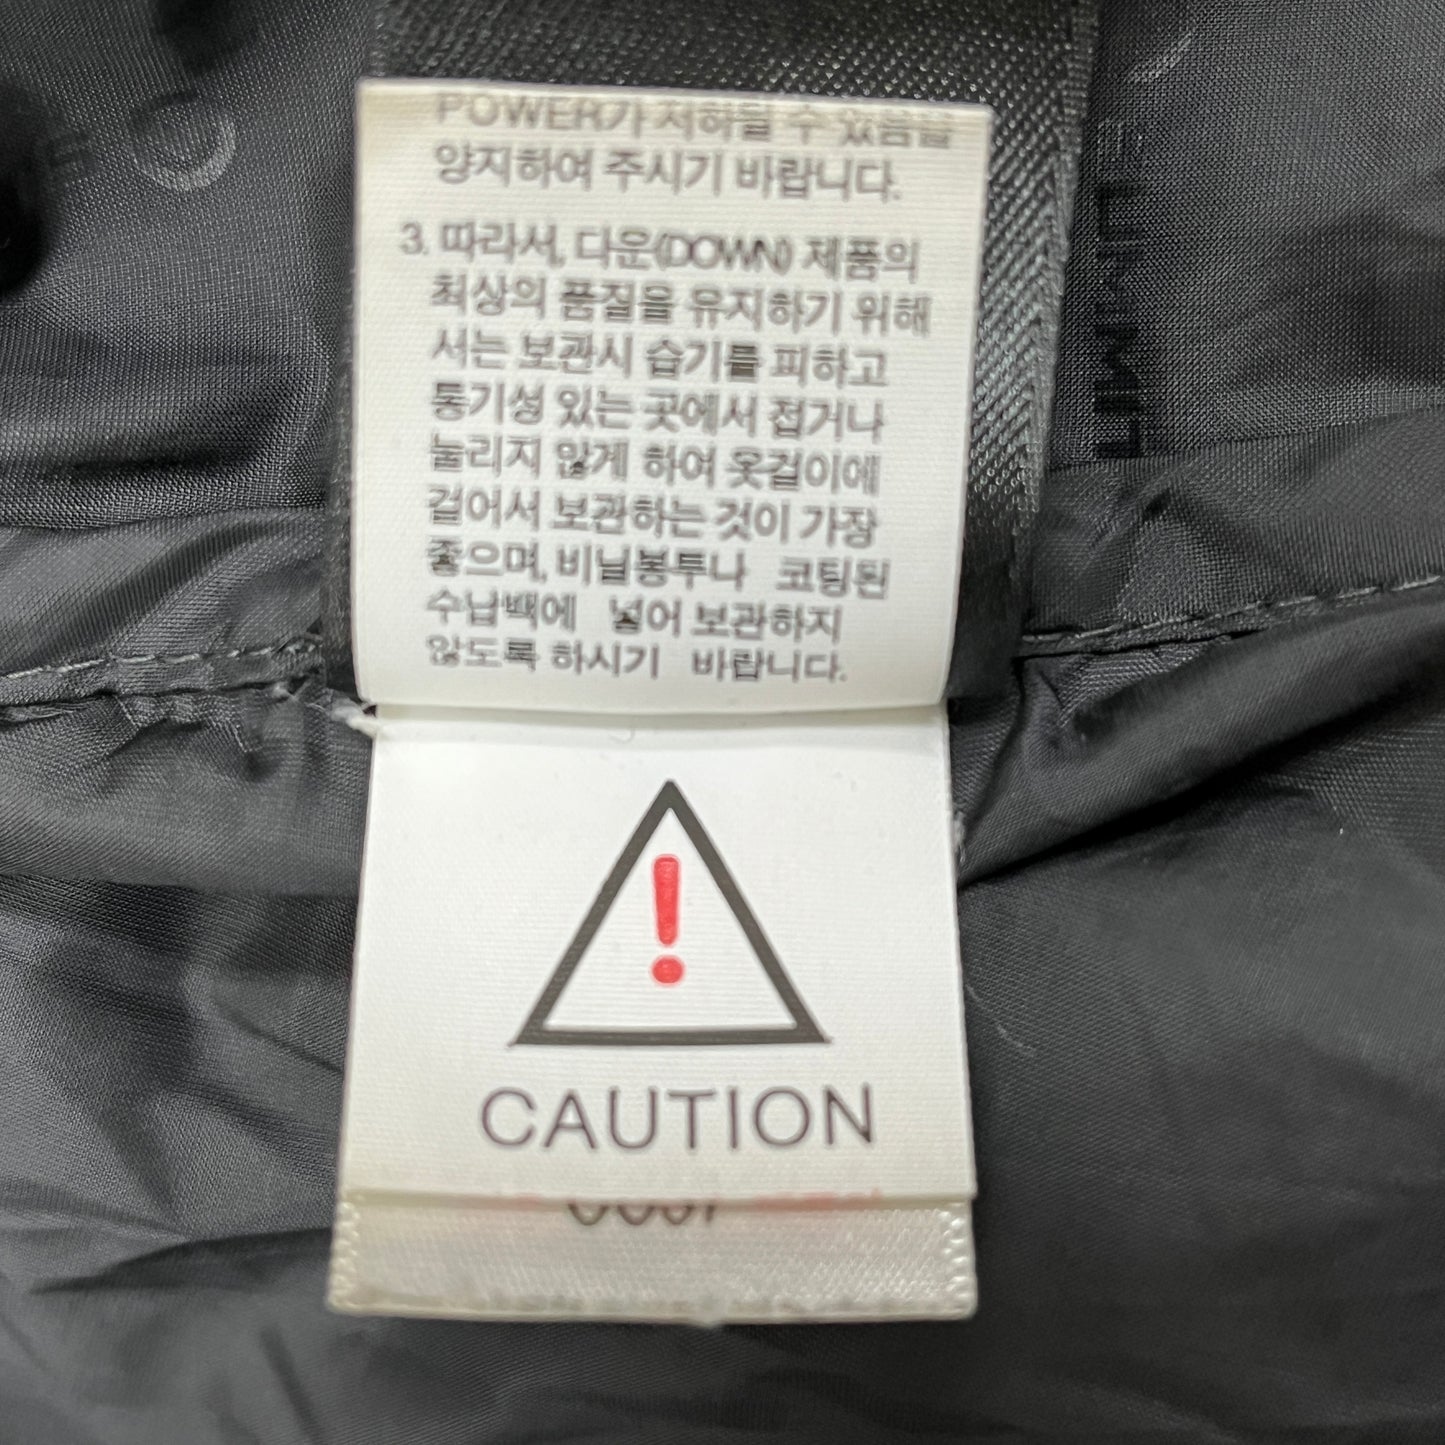 POWER가 저하될 수 있음을
양지하여 주시기 바랍니다.
3. 따라서, 다운(DOWN) 제품의
최상의 품질을 유지하기 위해
서는 보관시 습기를 피하고
통기성 있는 곳에서 접거나
눌리지 않게 하여 옷걸이에
걸어서 보관하는 것이 가장
좋으며, 비닐봉투나 코팅된
수납백에 넣어 보관하지
않도록 하시기 바랍니다.
!
CAUTION